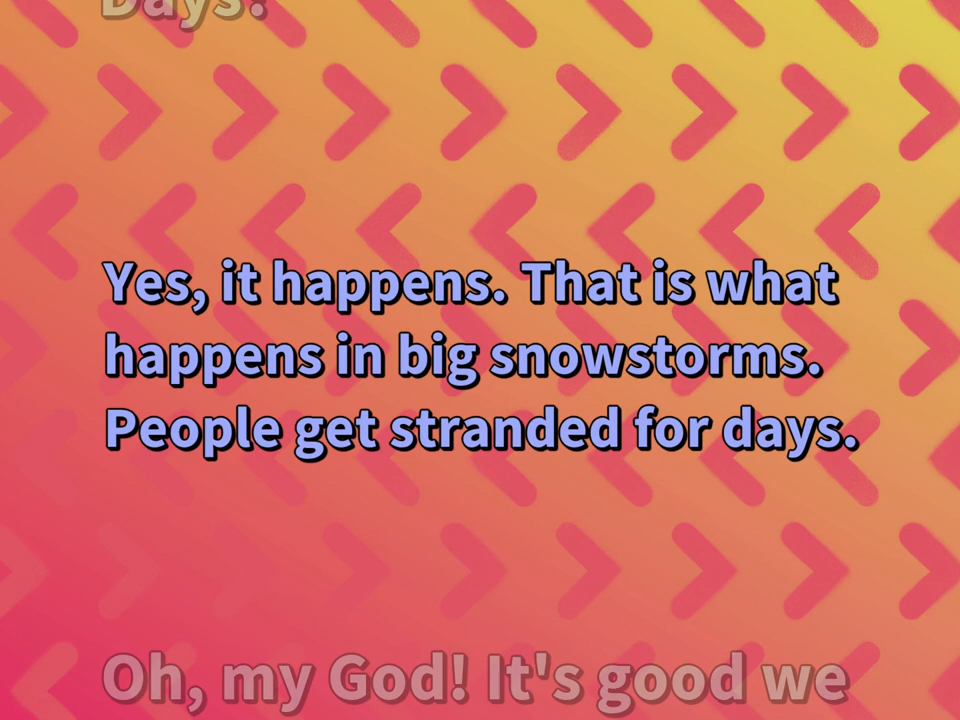 Days?
Yes, it happens. That is what
happens in big snowstorms.
People get stranded for days.
Oh, my God! It's good we